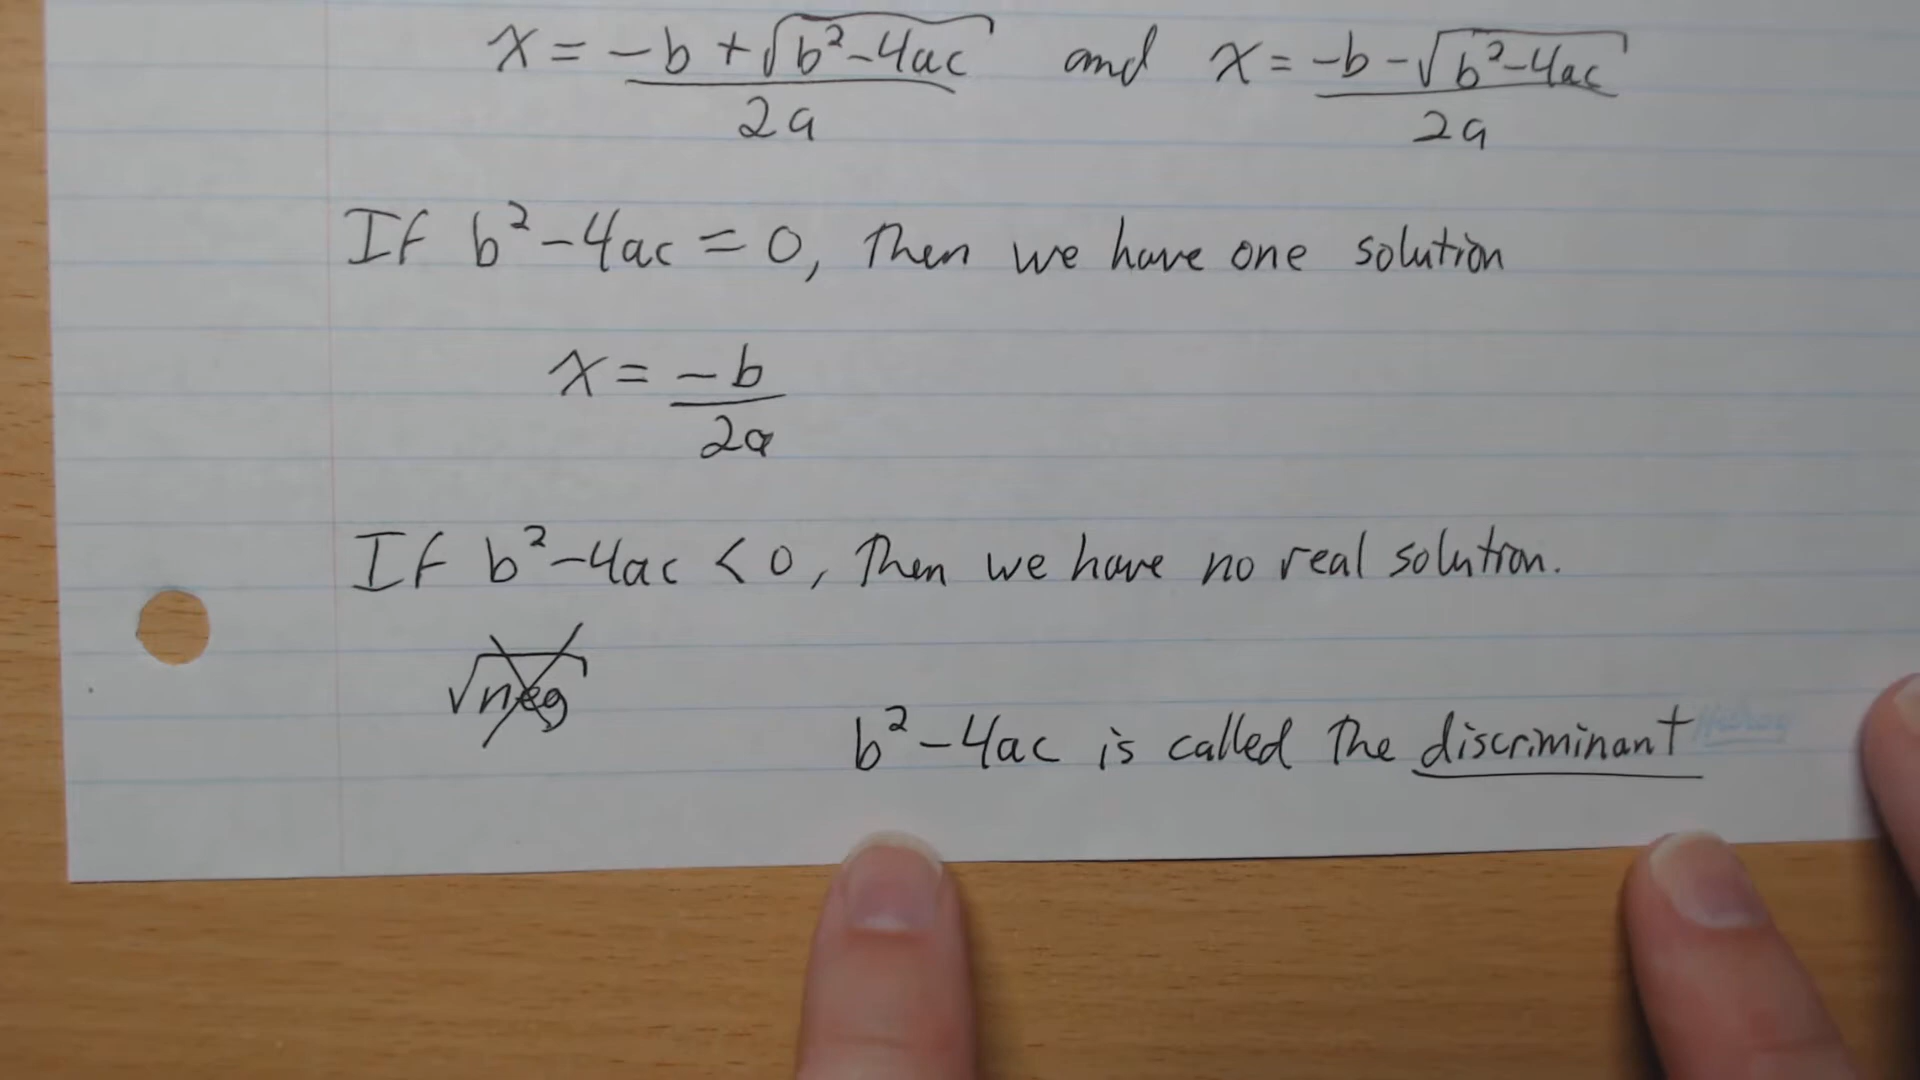 x = -b + √(b² - 4ac) / 2a and x = -b - √(b² - 4ac) / 2a
If b² - 4ac = 0, then we have one solution
x = -b / 2a
If b² - 4ac < 0, then we have no real solution.
√neg
b² - 4ac is called the discriminant